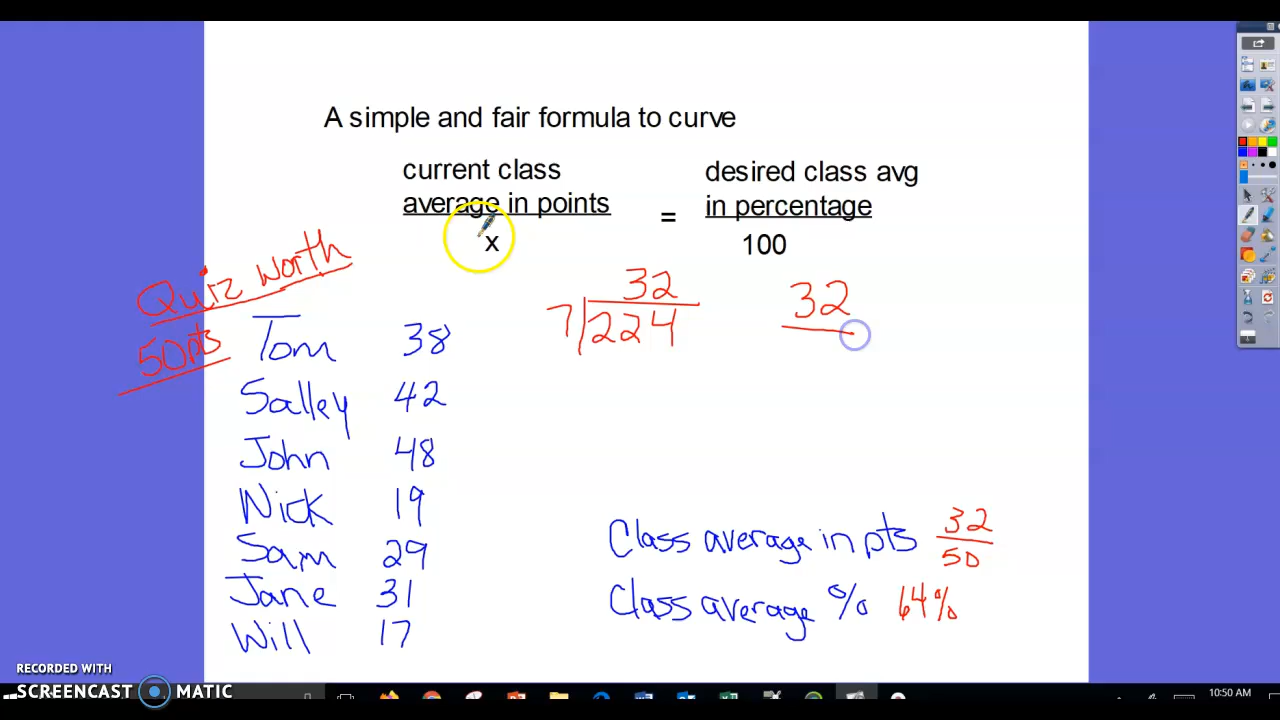 A simple and fair formula to curve
current class
average in points
x
=
desired class avg
in percentage
100
Quiz worth
50pts
32
7 224
32
Tom 38
Salley 42
John 48
Nick 19
Sam 29
Jane 31
Will 17
Class average in pts 32
50
Class average % 64%
RECORDED WITH
SCREENCAST MATIC
10:50 AM